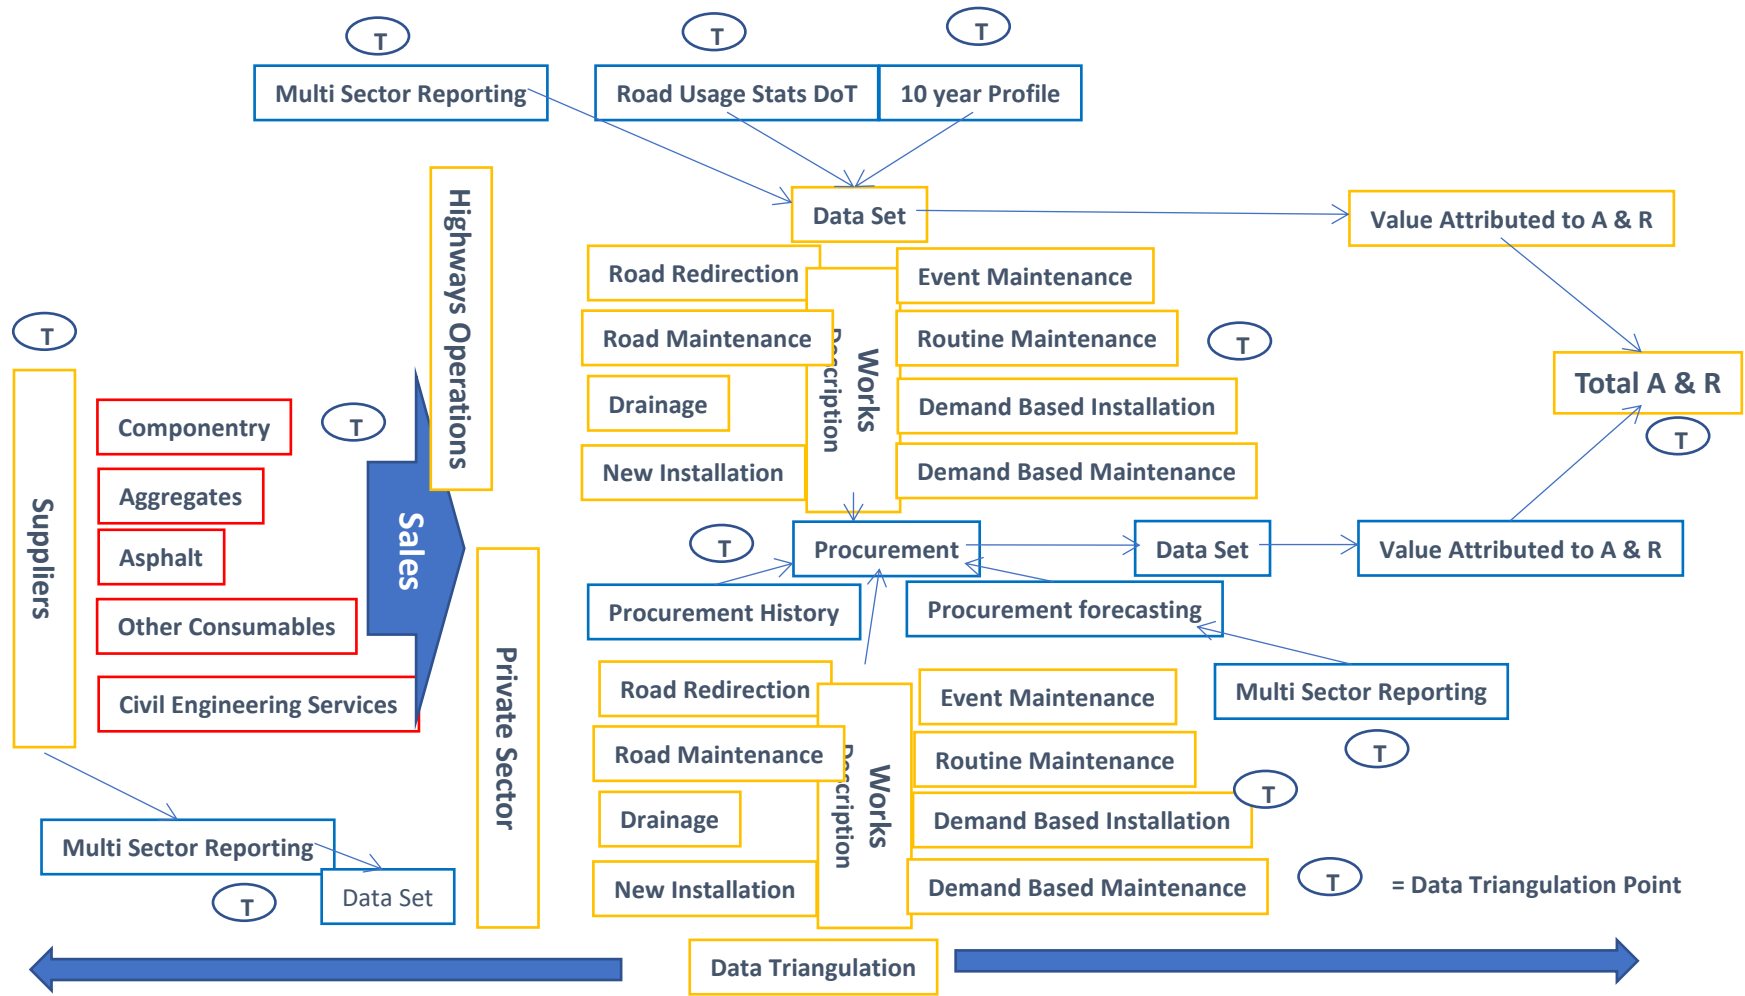 T
T
T
Multi Sector Reporting
Road Usage Stats DoT
10 year Profile
Highways Operations
Data Set
Value Attributed to A & R
Road Redirection
Event Maintenance
T
Road Maintenance
Works
Description
Routine Maintenance
T
Total A & R
Drainage
Demand Based Installation
Componentry
T
T
New Installation
Demand Based Maintenance
Suppliers
Aggregates
Sales
Asphalt
T
Procurement
Data Set
Value Attributed to A & R
Other Consumables
Procurement History
Procurement forecasting
Civil Engineering Services
Private Sector
Road Redirection
Event Maintenance
Multi Sector Reporting
T
Road Maintenance
Works
Description
Routine Maintenance
T
Drainage
Demand Based Installation
Multi Sector Reporting
T
Data Set
New Installation
Demand Based Maintenance
T
= Data Triangulation Point
Data Triangulation